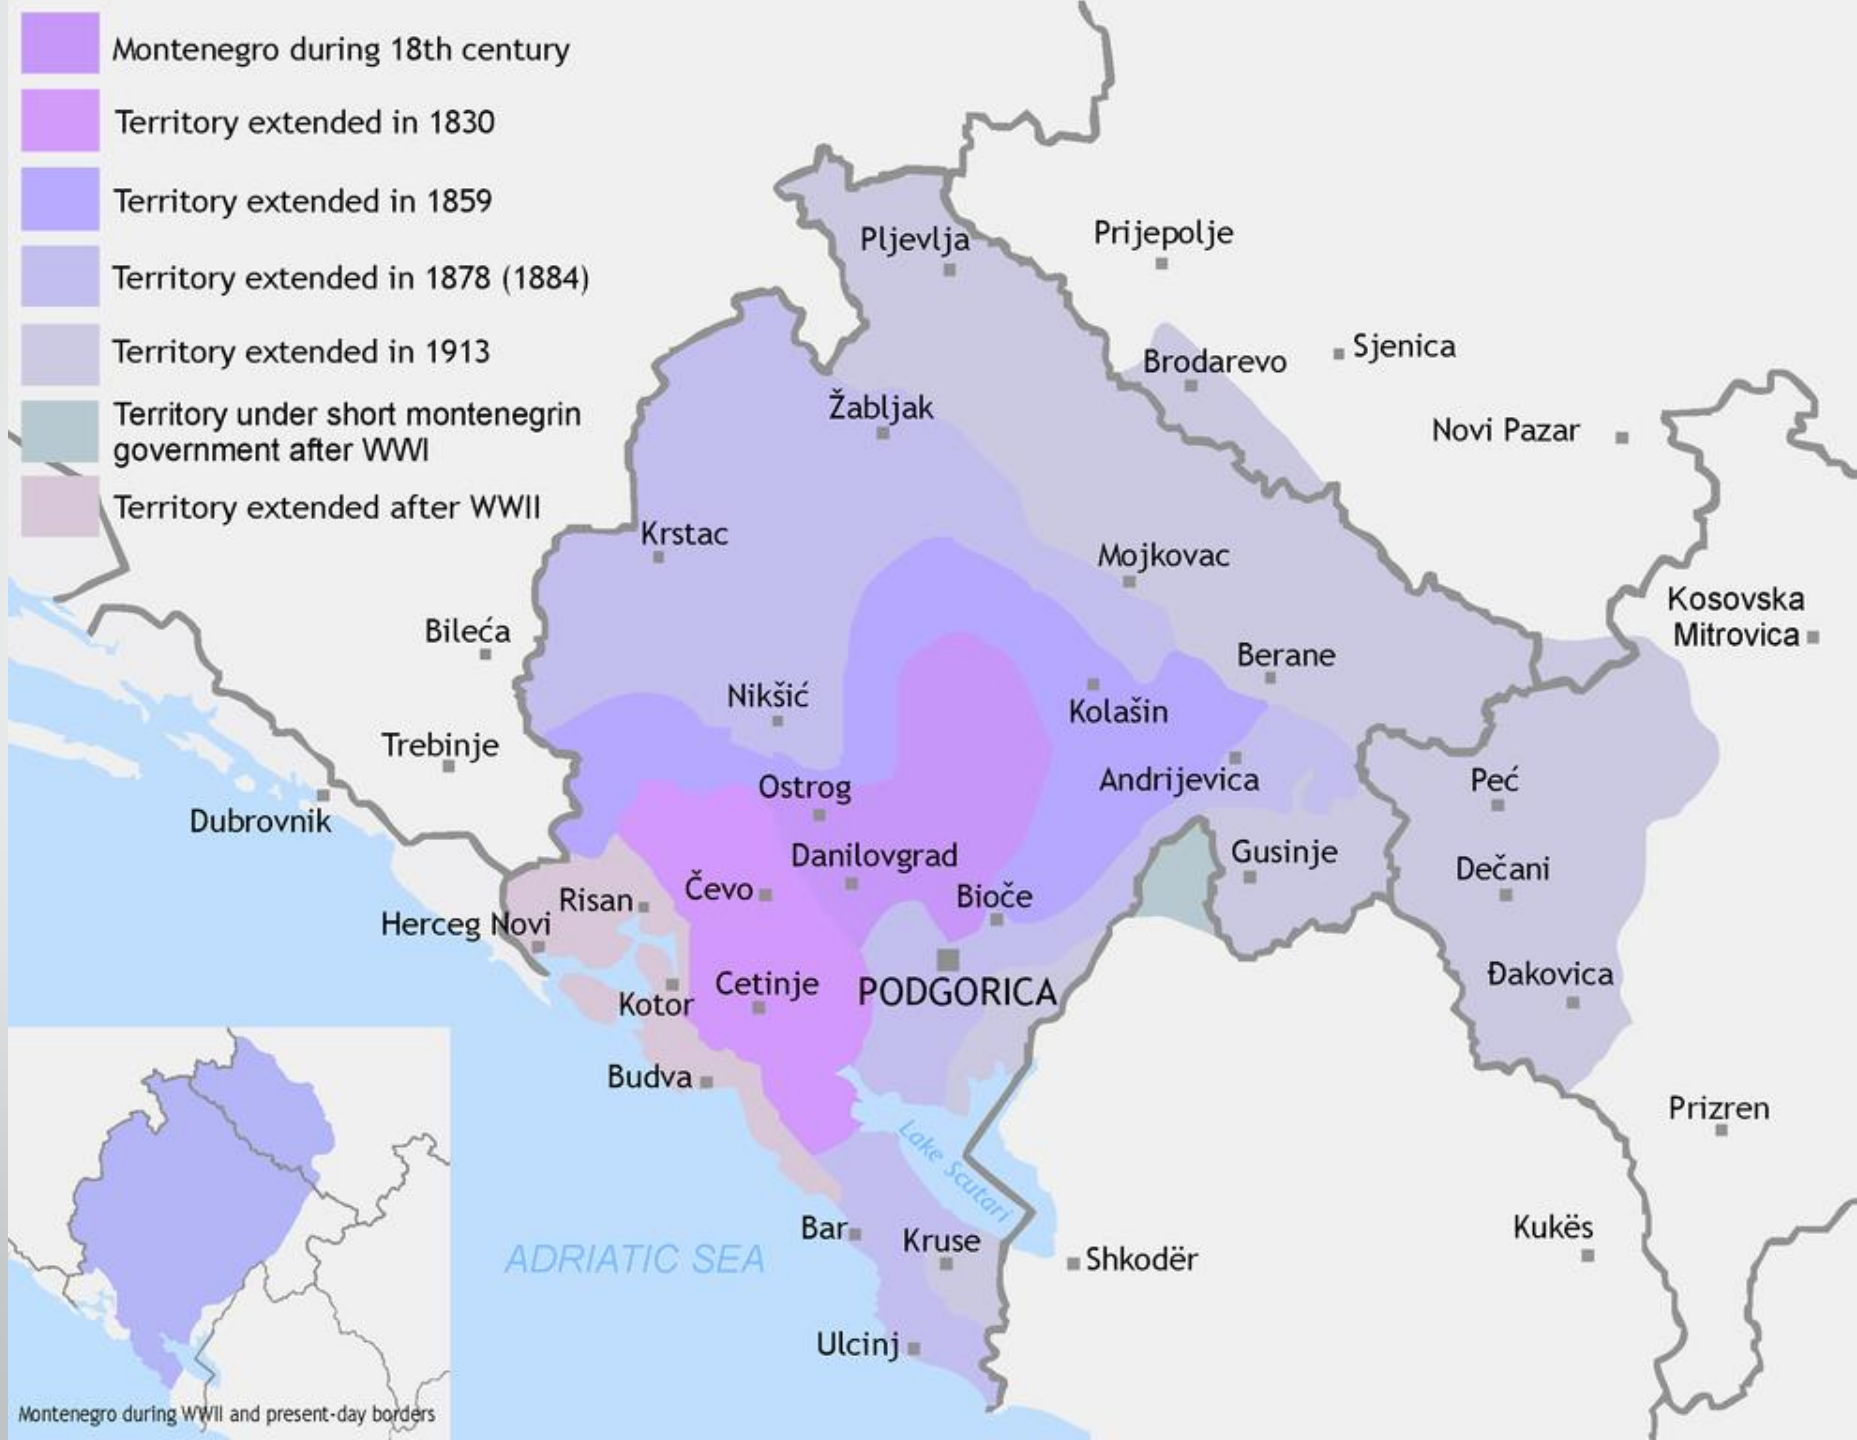 Montenegro during 18th century
Territory extended in 1830
Territory extended in 1859
Territory extended in 1878 (1884)
Territory extended in 1913
Territory under short montenegrin
government after WWI
Territory extended after WWII
Pljevlja
Prijepolje
Brodarevo
Sjenica
Žabljak
Novi Pazar
Krstac
Mojkovac
Kosovska
Mitrovica
Bileća
Berane
Nikšić
Kolašin
Trebinje
Ostrog
Andrijevica
Peć
Dubrovnik
Danilovgrad
Gusinje
Dečani
Čevo
Bioče
Risan
Herceg Novi
Cetinje
PODGORICA
Đakovica
Kotor
Budva
Prizren
Lake Scutari
Bar
Kruse
Kukës
ADRIATIC SEA
Shkodër
Ulcinj
Montenegro during WWII and present-day borders